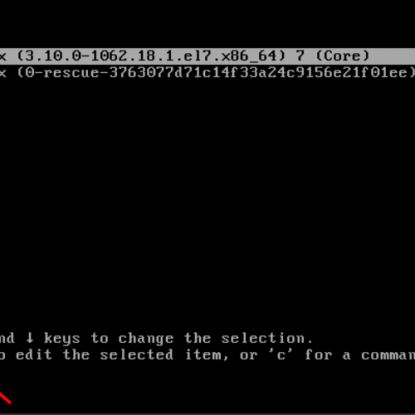 x (3.10.0-1062.18.1.el7.x86_64) 7 (Core)
x (0-rescue-3763077d71c14f33a24c9156e21f01ee)
nd ↓ keys to change the selection.
o edit the selected item, or 'c' for a comman